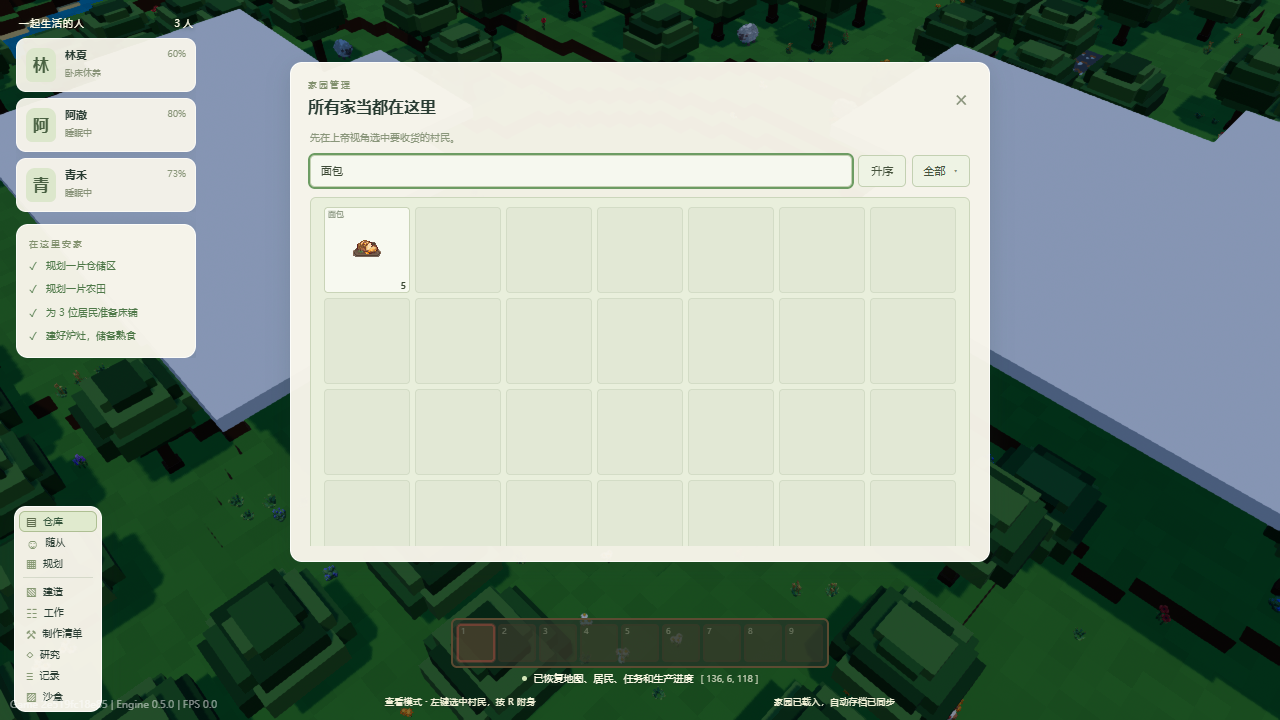 一起生活的人 3 人
林 林夏 60%
卧床休养
阿 阿澈 80%
睡眠中
青 青禾 73%
睡眠中
在这里安家
✓ 规划一片仓储区
✓ 规划一片农田
✓ 为 3 位居民准备床铺
✓ 建好炉灶，储备熟食
家园管理
所有家当都在这里
×
先在上帝视角选中要收货的村民。
面包
升序
全部
面包
5
仓库
随从
规划
建造
工作
制作清单
研究
记录
沙盒
5 | Engine 0.5.0 | FPS 0.0
1 2 3 4 5 6 7 8 9
已恢复地图、居民、任务和生产进度 [ 136, 6, 118 ]
查看模式 · 左键选中村民，按 R 附身
家园已载入，自动存档已同步